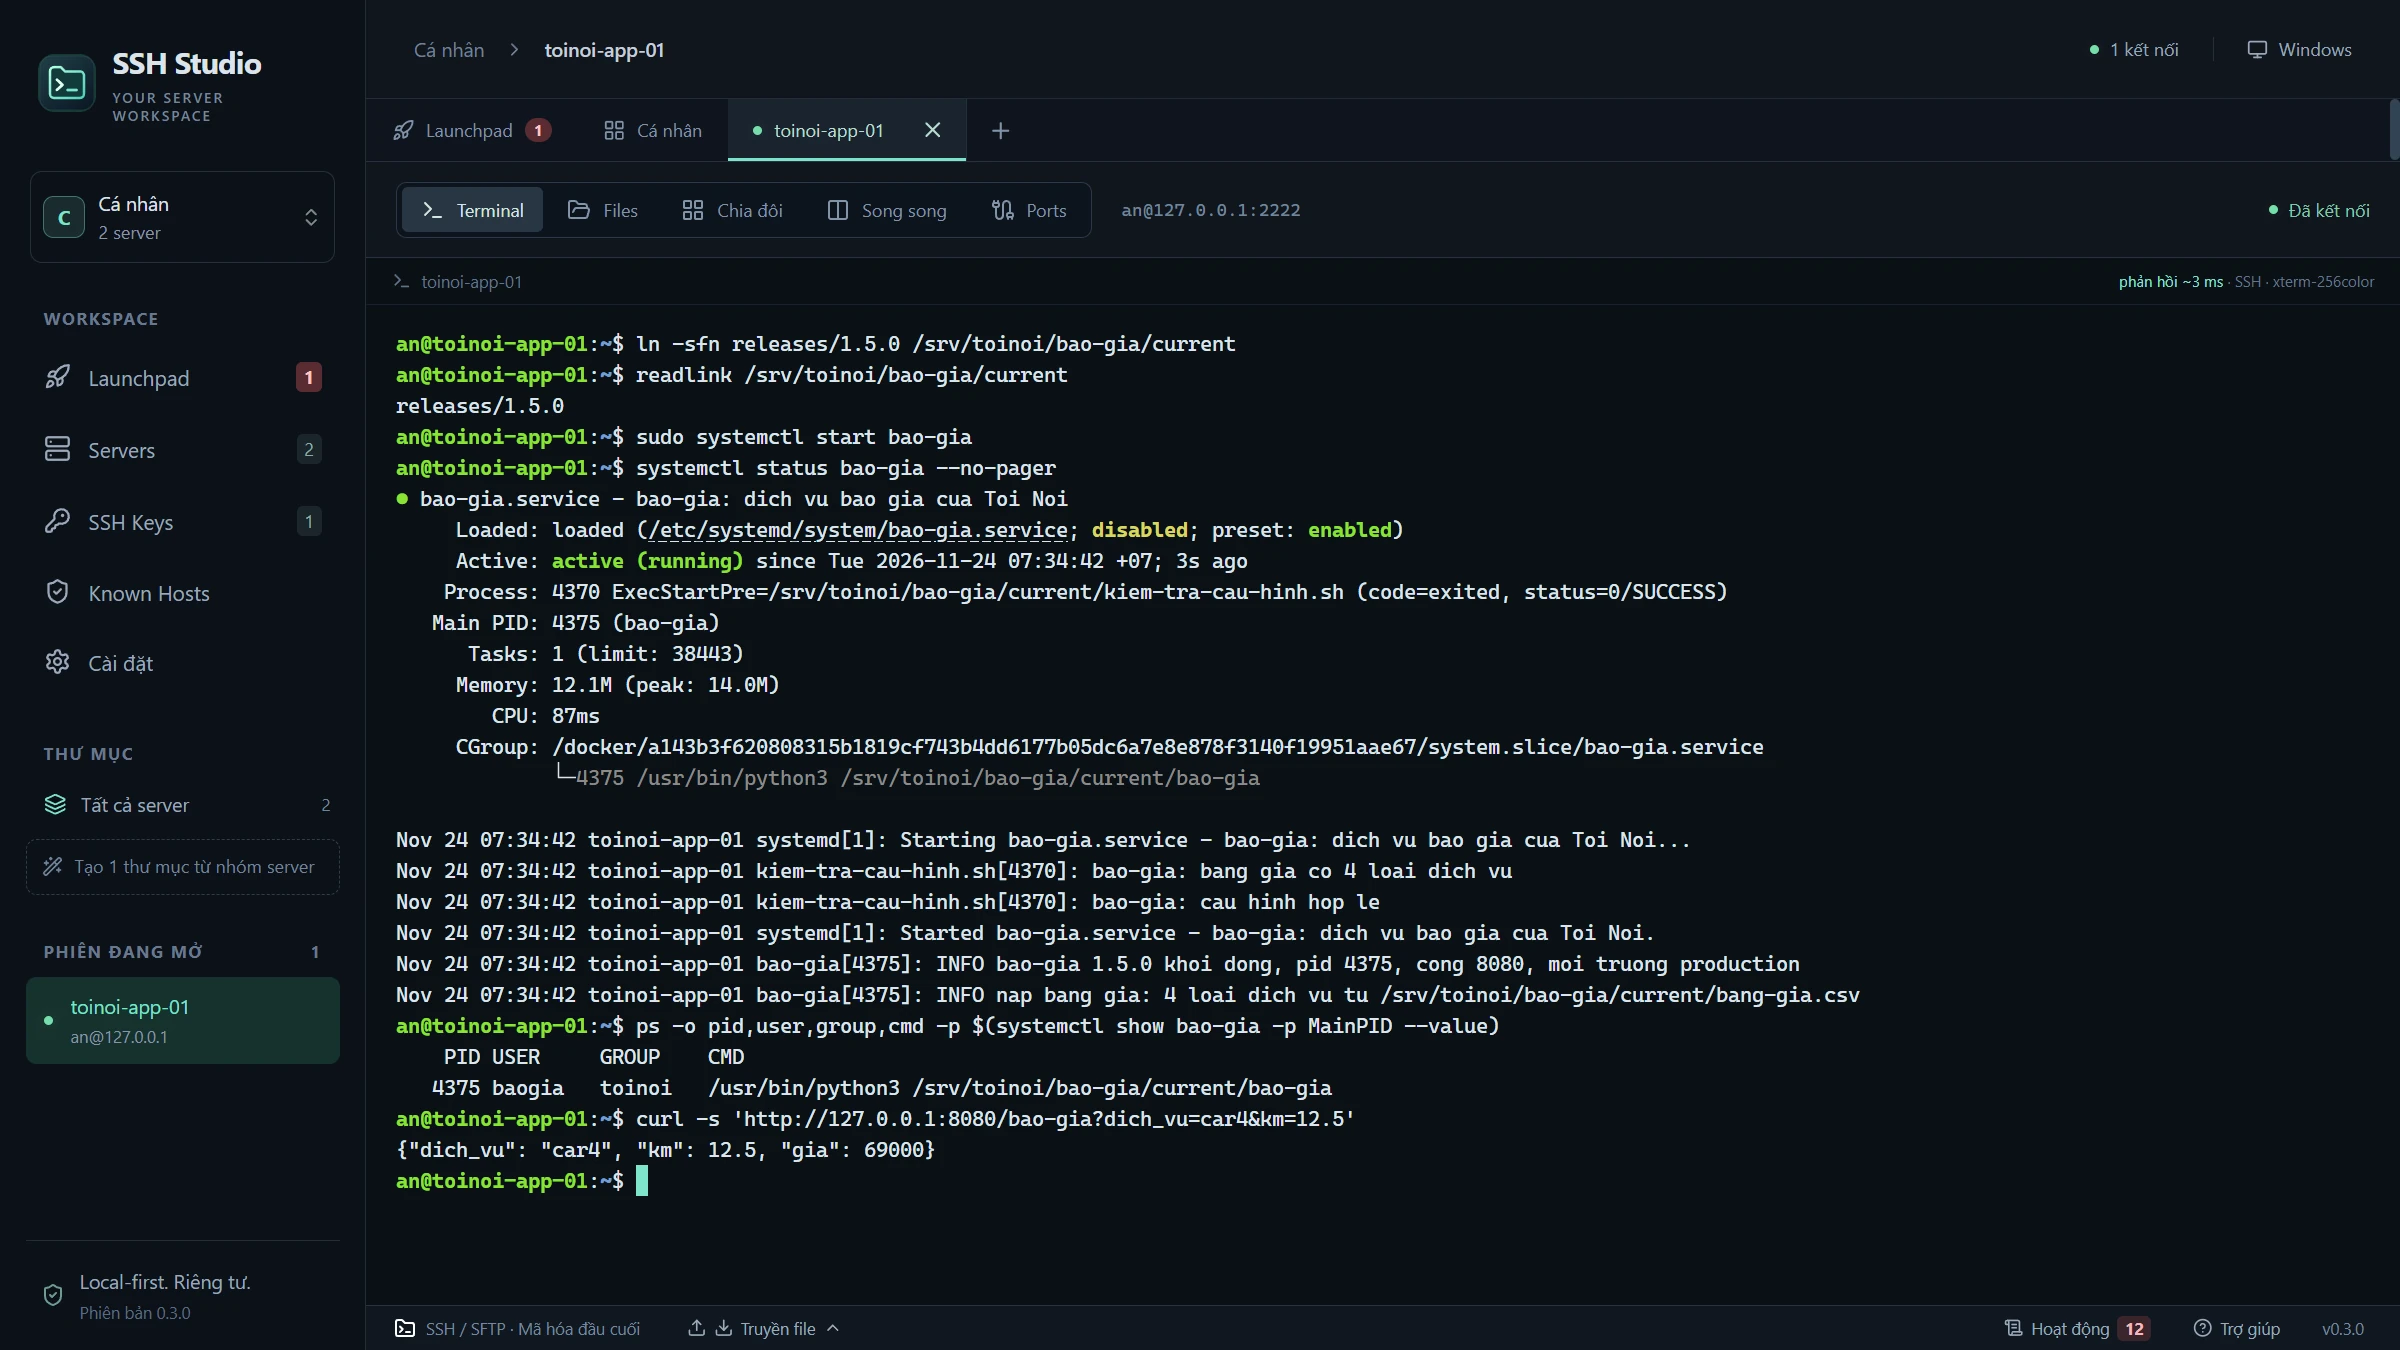 SSH Studio
YOUR SERVER
WORKSPACE
C
Cá nhân
2 server
WORKSPACE
Launchpad 1
Servers 2
SSH Keys 1
Known Hosts
Cài đặt
THƯ MỤC
Tất cả server 2
Tạo 1 thư mục từ nhóm server
PHIÊN ĐANG MỞ 1
toinoi-app-01
an@127.0.0.1
Local-first. Riêng tư.
Phiên bản 0.3.0
Cá nhân > toinoi-app-01
1 kết nối
Windows
Launchpad 1
Cá nhân
toinoi-app-01
Terminal
Files
Chia đôi
Song song
Ports
an@127.0.0.1:2222
Đã kết nối
toinoi-app-01
phản hồi ~3 ms · SSH · xterm-256color
an@toinoi-app-01:~$ ln -sfn releases/1.5.0 /srv/toinoi/bao-gia/current
an@toinoi-app-01:~$ readlink /srv/toinoi/bao-gia/current
releases/1.5.0
an@toinoi-app-01:~$ sudo systemctl start bao-gia
an@toinoi-app-01:~$ systemctl status bao-gia --no-pager
● bao-gia.service - bao-gia: dich vu bao gia cua Toi Noi
Loaded: loaded (/etc/systemd/system/bao-gia.service; disabled; preset: enabled)
Active: active (running) since Tue 2026-11-24 07:34:42 +07; 3s ago
Process: 4370 ExecStartPre=/srv/toinoi/bao-gia/current/kiem-tra-cau-hinh.sh (code=exited, status=0/SUCCESS)
Main PID: 4375 (bao-gia)
Tasks: 1 (limit: 38443)
Memory: 12.1M (peak: 14.0M)
CPU: 87ms
CGroup: /docker/a143b3f620808315b1819cf743b4dd6177b05dc6a7e8e878f3140f19951aae67/system.slice/bao-gia.service
└─4375 /usr/bin/python3 /srv/toinoi/bao-gia/current/bao-gia
Nov 24 07:34:42 toinoi-app-01 systemd[1]: Starting bao-gia.service - bao-gia: dich vu bao gia cua Toi Noi...
Nov 24 07:34:42 toinoi-app-01 kiem-tra-cau-hinh.sh[4370]: bao-gia: bang gia co 4 loai dich vu
Nov 24 07:34:42 toinoi-app-01 kiem-tra-cau-hinh.sh[4370]: bao-gia: cau hinh hop le
Nov 24 07:34:42 toinoi-app-01 systemd[1]: Started bao-gia.service - bao-gia: dich vu bao gia cua Toi Noi.
Nov 24 07:34:42 toinoi-app-01 bao-gia[4375]: INFO bao-gia 1.5.0 khoi dong, pid 4375, cong 8080, moi truong production
Nov 24 07:34:42 toinoi-app-01 bao-gia[4375]: INFO nap bang gia: 4 loai dich vu tu /srv/toinoi/bao-gia/current/bang-gia.csv
an@toinoi-app-01:~$ ps -o pid,user,group,cmd -p $(systemctl show bao-gia -p MainPID --value)
PID USER GROUP CMD
4375 baogia toinoi /usr/bin/python3 /srv/toinoi/bao-gia/current/bao-gia
an@toinoi-app-01:~$ curl -s 'http://127.0.0.1:8080/bao-gia?dich_vu=car4&km=12.5'
{"dich_vu": "car4", "km": 12.5, "gia": 69000}
an@toinoi-app-01:~$
SSH / SFTP · Mã hóa đầu cuối
Truyền file
Hoạt động 12
Trợ giúp
v0.3.0